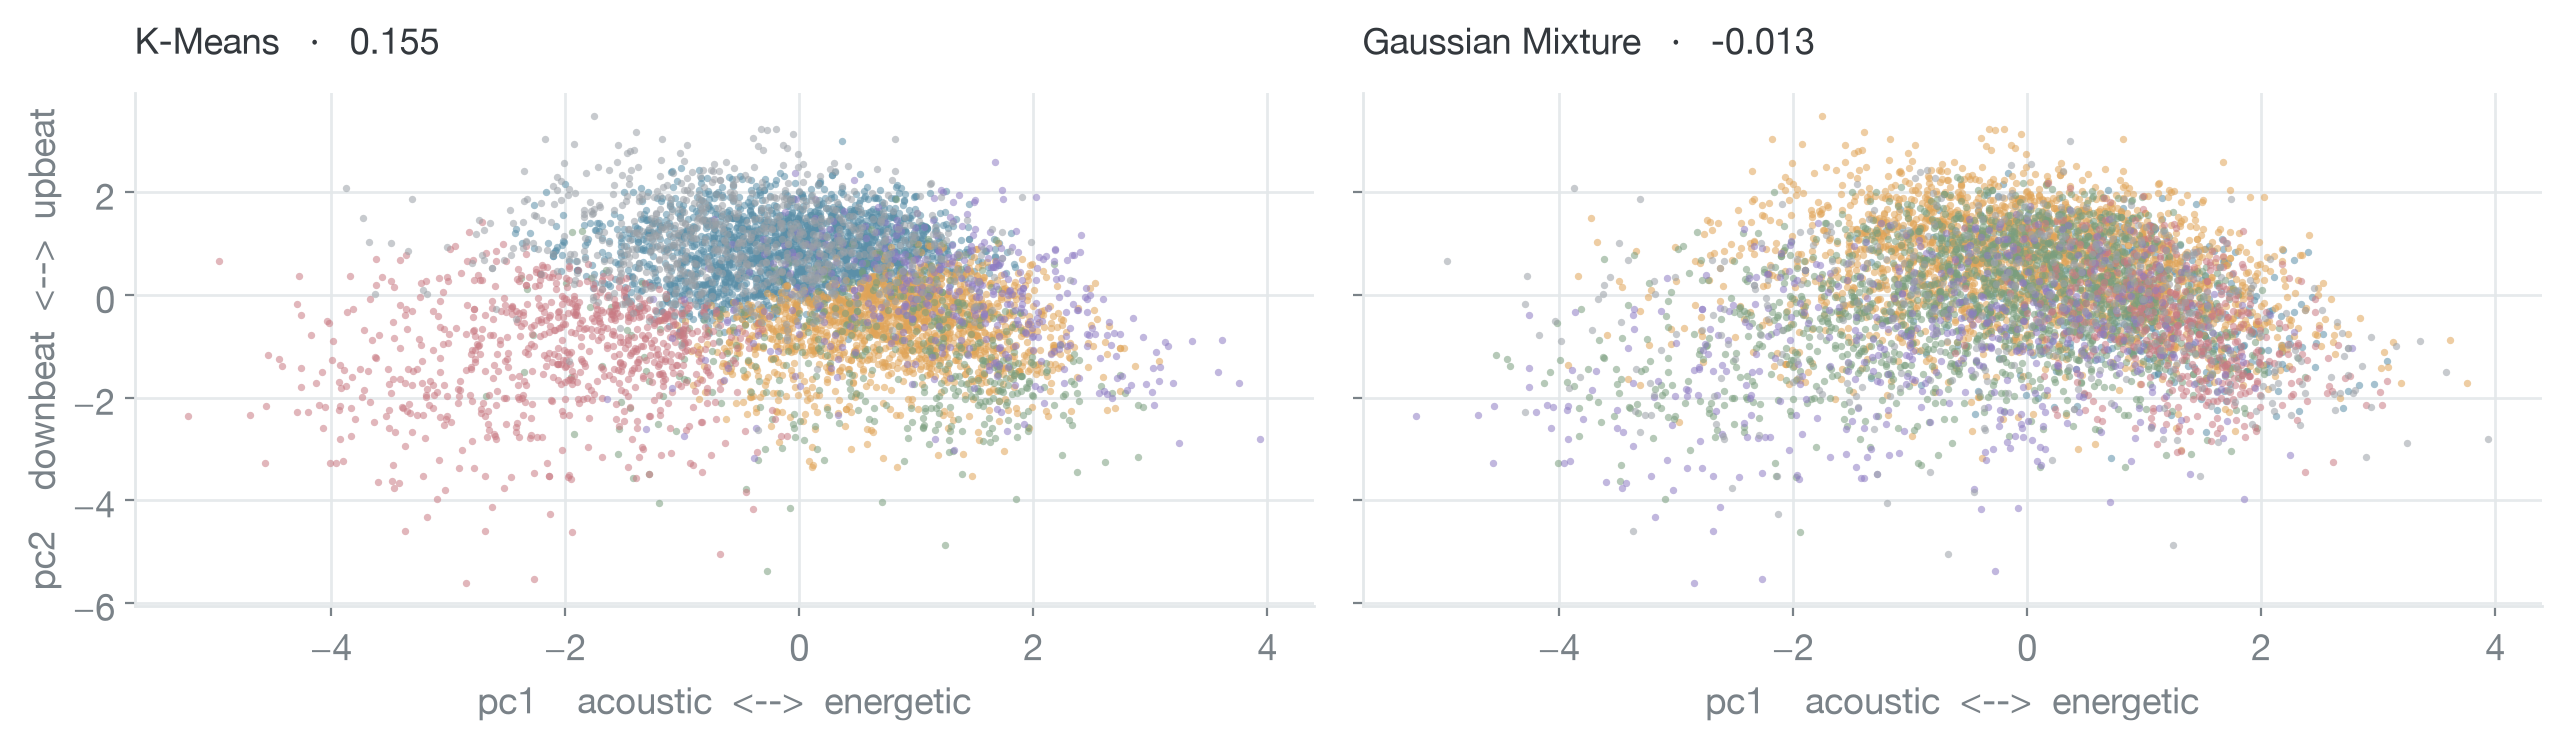 K-Means · 0.155
Gaussian Mixture · -0.013
pc2 downbeat <--> upbeat
2
0
−2
−4
−6
−4 −2 0 2 4
−4 −2 0 2 4
pc1 acoustic <--> energetic
pc1 acoustic <--> energetic